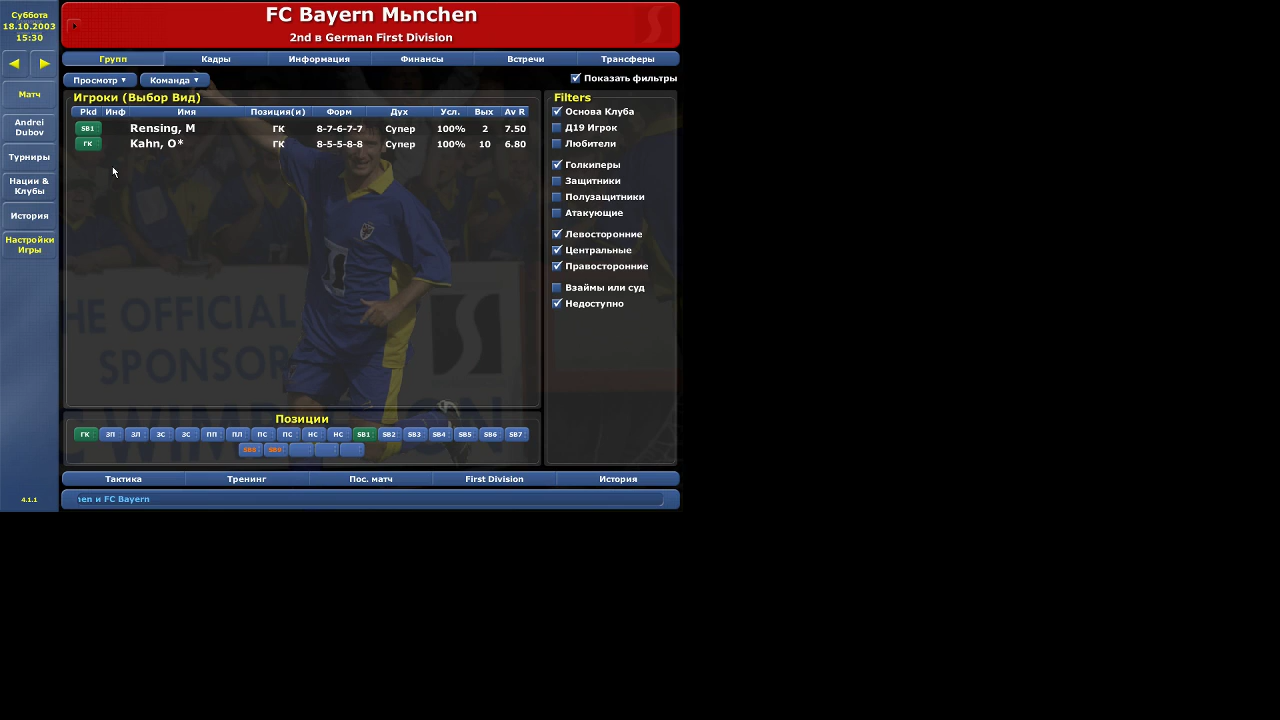 Суббота
18.10.2003
15:30
Матч
Andrei
Dubov
Турниры
Нации &
Клубы
История
Настройки
Игры
4.1.1
FC Bayern Mьnchen
2nd в German First Division
Групп Кадры Информация Финансы Встречи Трансферы
Просмотр Команда Показать фильтры
Игроки (Выбор Вид)
Pkd Инф Имя Позиция(и) Форм Дух Усл. Вых Av R
SB1 Rensing, M ГК 8-7-6-7-7 Супер 100% 2 7.50
ГК Kahn, O* ГК 8-5-5-8-8 Супер 100% 10 6.80
Filters
Основа Клуба
Д19 Игрок
Любители
Голкиперы
Защитники
Полузащитники
Атакующие
Левосторонние
Центральные
Правосторонние
Взаймы или суд
Недоступно
HE OFFICIAL
SPONSOR
Позиции
ГК ЗП ЗЛ ЗС ЗС ПП ПЛ ПС ПС НС НС SB1 SB2 SB3 SB4 SB5 SB6 SB7
SB8 SB9
Тактика Тренинг Пос. матч First Division История
nen и FC Bayern